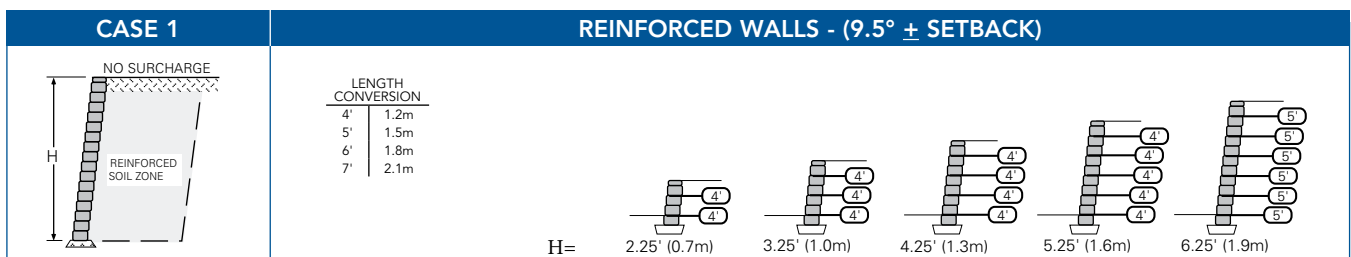 CASE 1
REINFORCED WALLS - (9.5° ± SETBACK)
NO SURCHARGE
H
REINFORCED
SOIL ZONE
LENGTH
CONVERSION
4' 1.2m
5' 1.5m
6' 1.8m
7' 2.1m
4'
4'
4'
4'
4'
4'
4'
4'
4'
4'
4'
4'
4'
4'
5'
5'
5'
5'
5'
5'
H= 2.25' (0.7m) 3.25' (1.0m) 4.25' (1.3m) 5.25' (1.6m) 6.25' (1.9m)